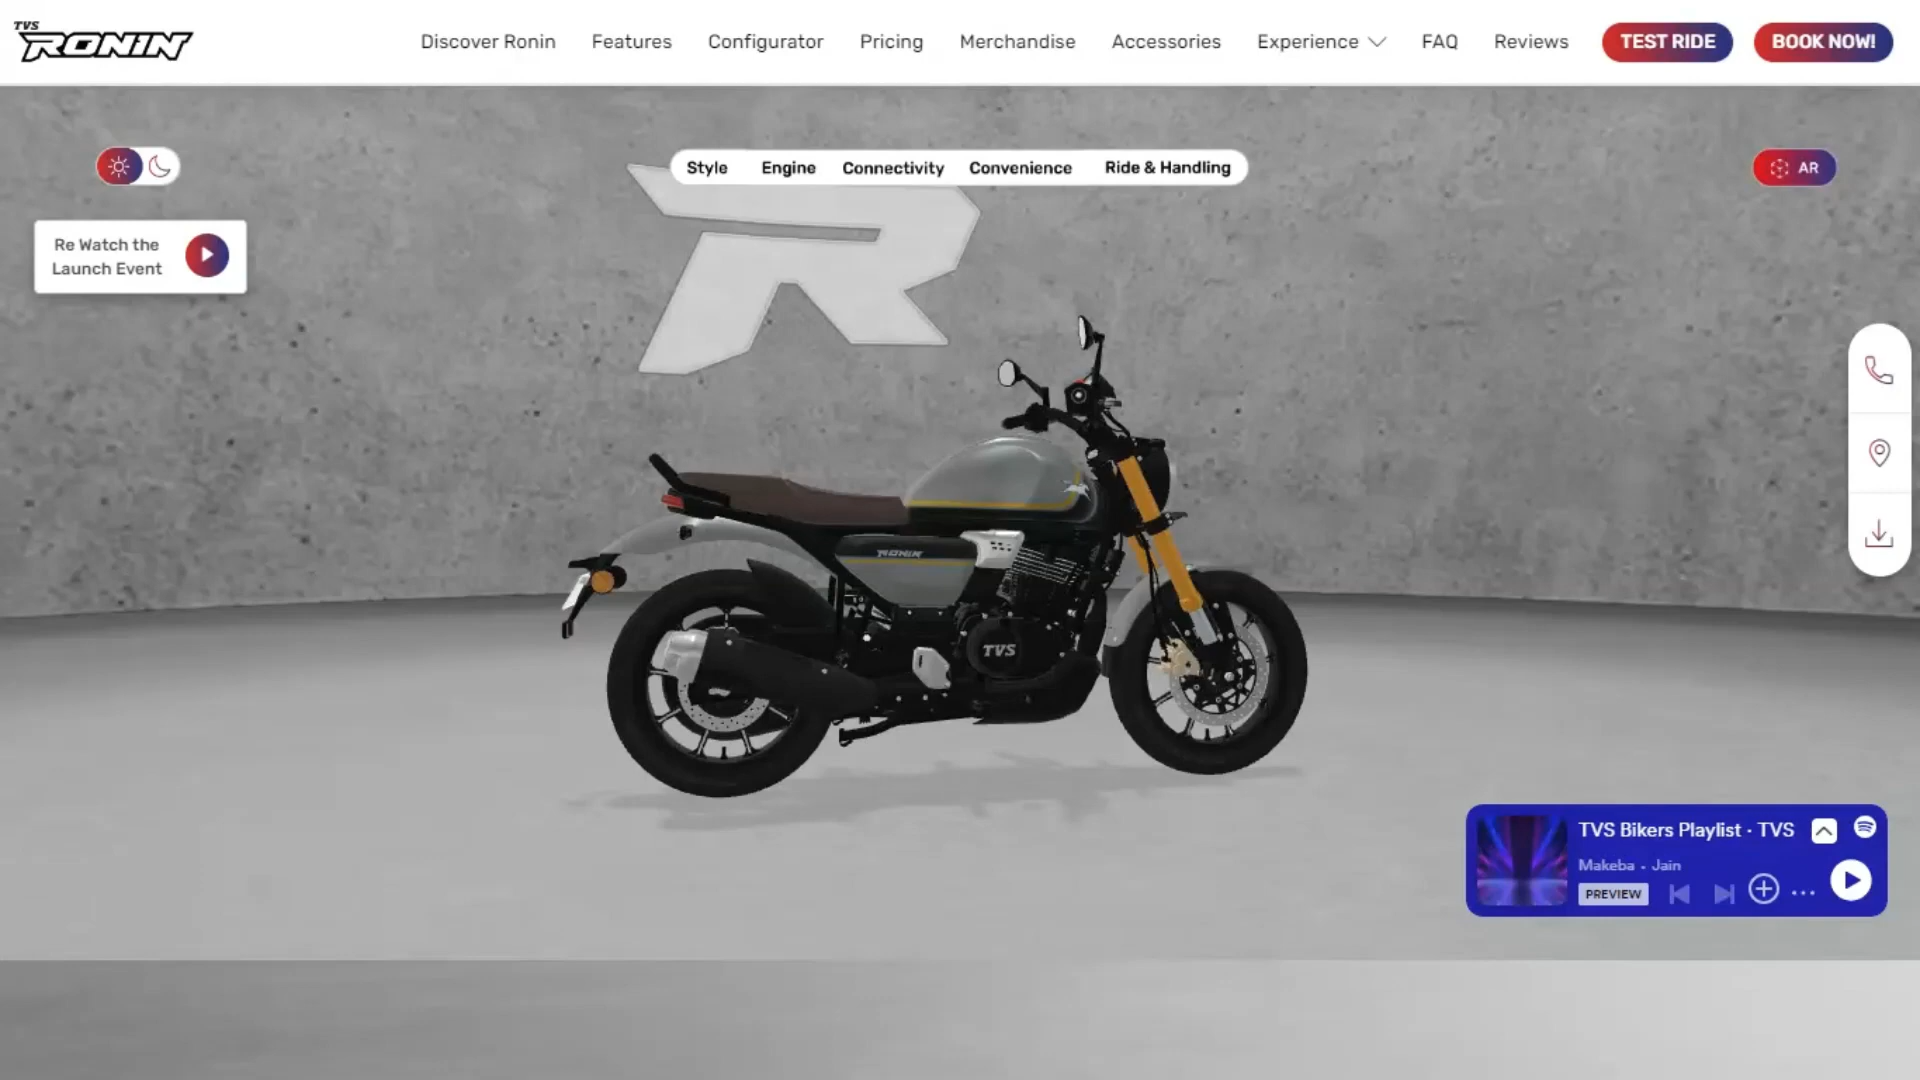 TVS
RONIN
Discover Ronin
Features
Configurator
Pricing
Merchandise
Accessories
Experience
FAQ
Reviews
TEST RIDE
BOOK NOW!
Style
Engine
Connectivity
Convenience
Ride & Handling
AR
Re Watch the
Launch Event
R
RONIN
TVS
TVS Bikers Playlist · TVS
Makeba · Jain
PREVIEW